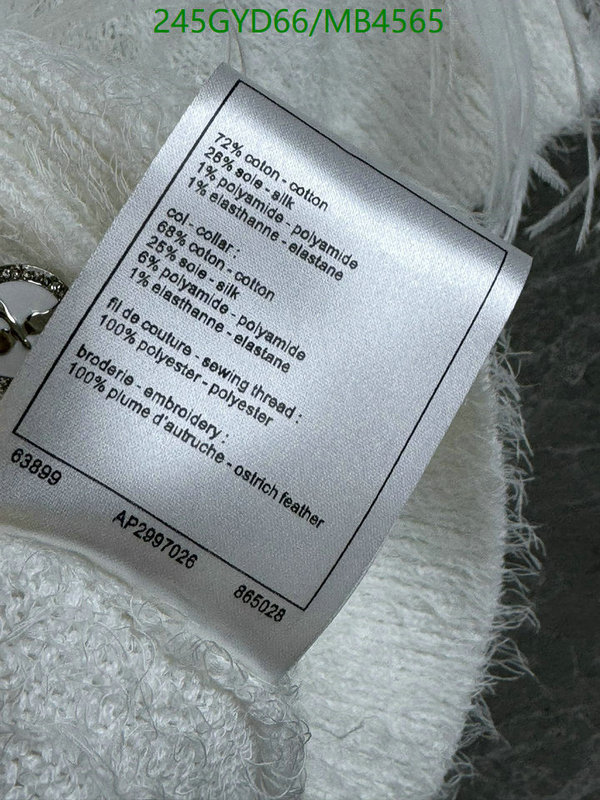 245GYD66/MB4565
72% coton - cotton
26% soie - silk
1% polyamide - polyamide
1% elasthanne - elastane
col - collar :
68% coton - cotton
25% soie - silk
6% polyamide - polyamide
1% elasthanne - elastane
fil de couture - sewing thread :
100% polyester - polyester
broderie - embroidery :
100% plume d'autruche - ostrich feather
63899
AP2997026
865028